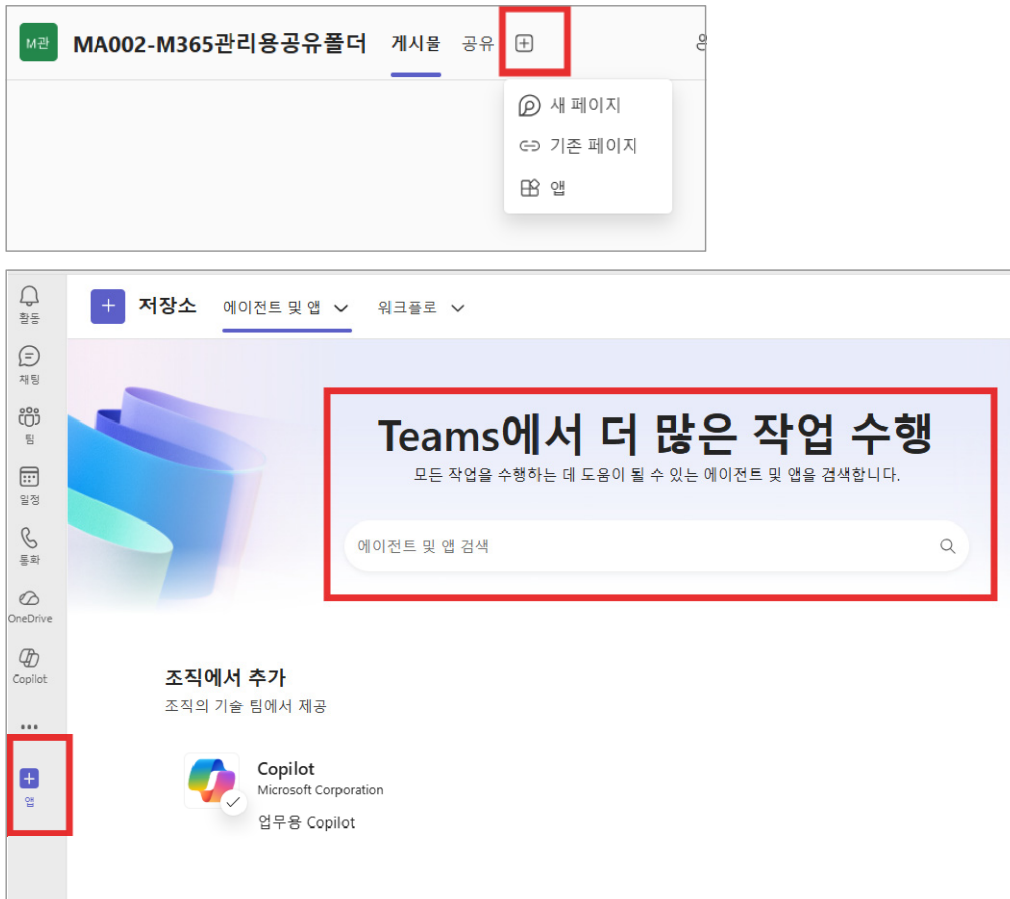 M관 MA002-M365관리용공유폴더 게시물 공유
새 페이지
기존 페이지
앱
활동
채팅
팀
일정
통화
OneDrive
Copilot
앱
저장소 에이전트 및 앱 워크플로
Teams에서 더 많은 작업 수행
모든 작업을 수행하는 데 도움이 될 수 있는 에이전트 및 앱을 검색합니다.
에이전트 및 앱 검색
조직에서 추가
조직의 기술 팀에서 제공
Copilot
Microsoft Corporation
업무용 Copilot